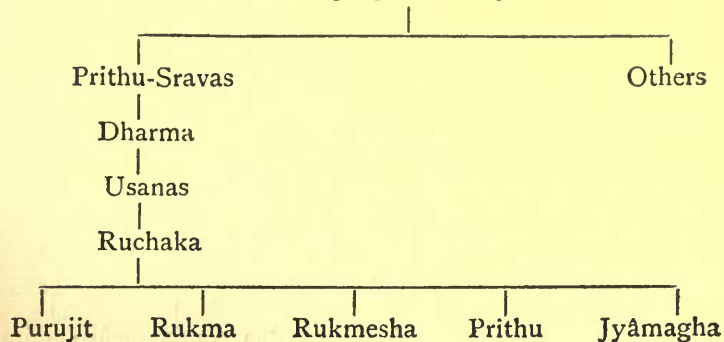 Prithu-Sravas Others
Dharma
Usanas
Ruchaka
Purujit Rukma Rukmesha Prithu Jyâmagha